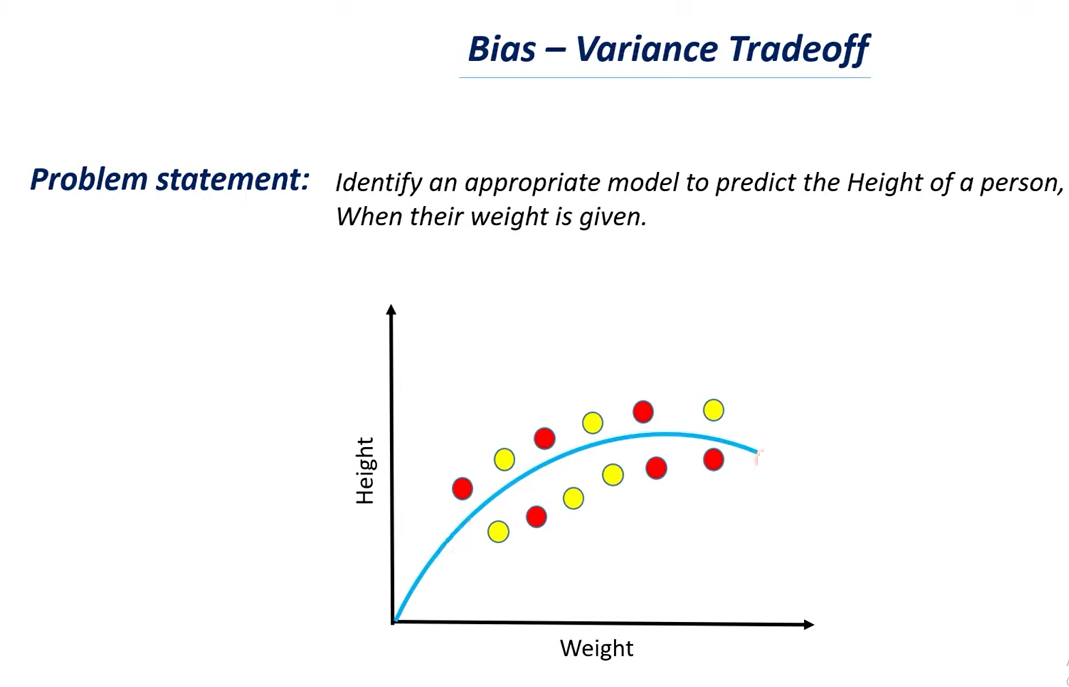 Bias – Variance Tradeoff
Problem statement: Identify an appropriate model to predict the Height of a person,
When their weight is given.
Height
Weight